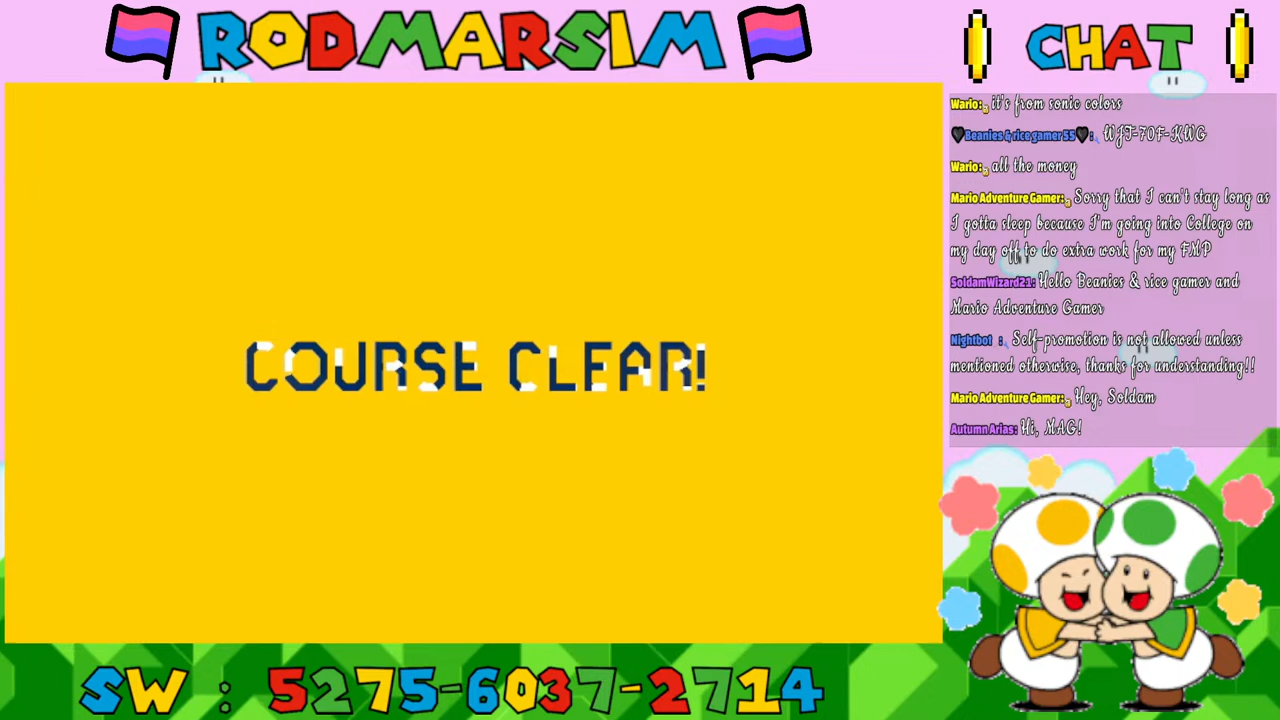 RODMARSIM
CHAT
Wario: it's from sonic colors
🖤Beanies & rice gamer 55🖤: WJT-70F-KWG
Wario: all the money
Mario Adventure Gamer: Sorry that I can't stay long as
I gotta sleep because I'm going into College on
my day off to do extra work for my FMP
SoldamWizard21: Hello Beanies & rice gamer and
Mario Adventure Gamer
Nightbot : Self-promotion is not allowed unless
mentioned otherwise, thanks for understanding!!
Mario Adventure Gamer: Hey, Soldam
Autumn Arias: Hi, MAG!
COURSE CLEAR!
SW : 5275-6037-2714